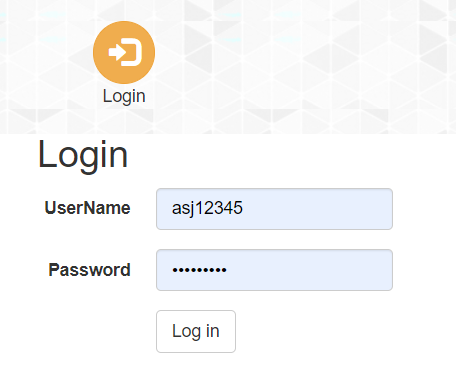 Login
Login
UserName asj12345
Password •••••••••
Log in